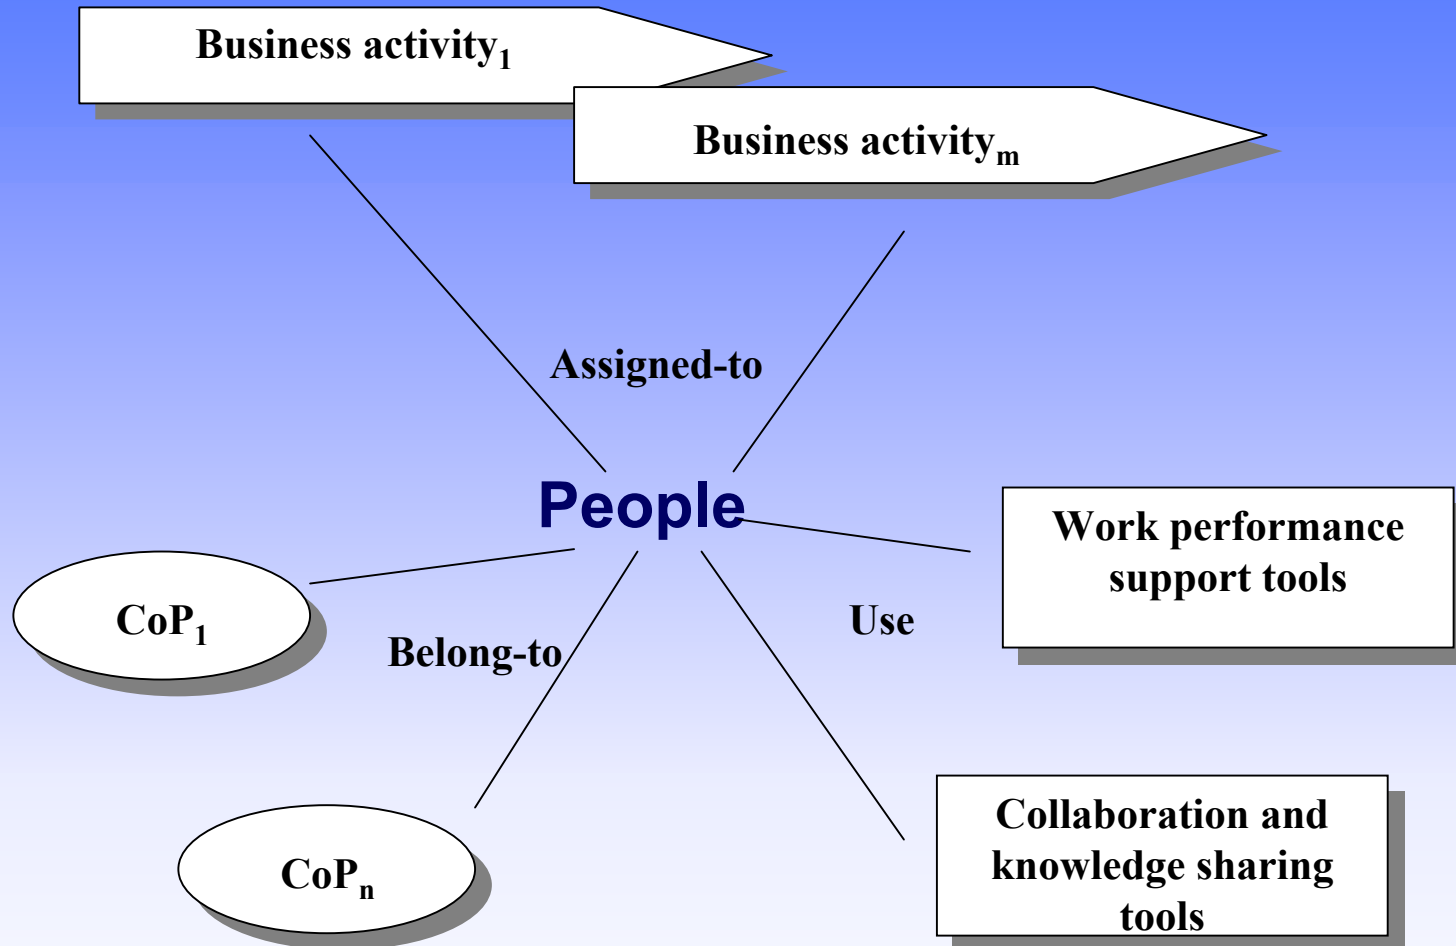 Business activity₁
Business activityₘ
Assigned-to
People
Work performance
support tools
CoP₁
Use
Belong-to
Collaboration and
knowledge sharing
tools
CoPₙ